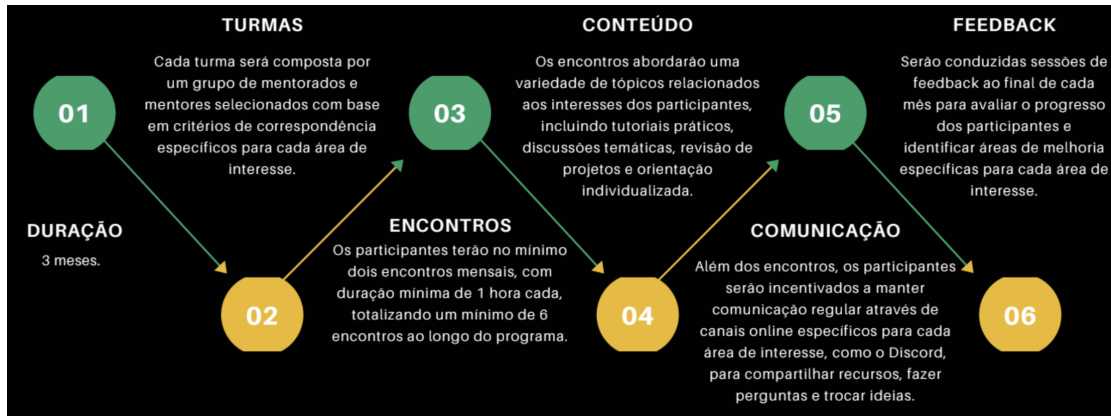 01
DURAÇÃO
3 meses.
TURMAS
Cada turma será composta por
um grupo de mentorados e
mentores selecionados com base
em critérios de correspondência
específicos para cada área de
interesse.
02
03
ENCONTROS
Os participantes terão no mínimo
dois encontros mensais, com
duração mínima de 1 hora cada,
totalizando um mínimo de 6
encontros ao longo do programa.
CONTEÚDO
Os encontros abordarão uma
variedade de tópicos relacionados
aos interesses dos participantes,
incluindo tutoriais práticos,
discussões temáticas, revisão de
projetos e orientação
individualizada.
04
05
COMUNICAÇÃO
Além dos encontros, os participantes
serão incentivados a manter
comunicação regular através de
canais online específicos para cada
área de interesse, como o Discord,
para compartilhar recursos, fazer
perguntas e trocar ideias.
FEEDBACK
Serão conduzidas sessões de
feedback ao final de cada
mês para avaliar o progresso
dos participantes e
identificar áreas de melhoria
específicas para cada área de
interesse.
06